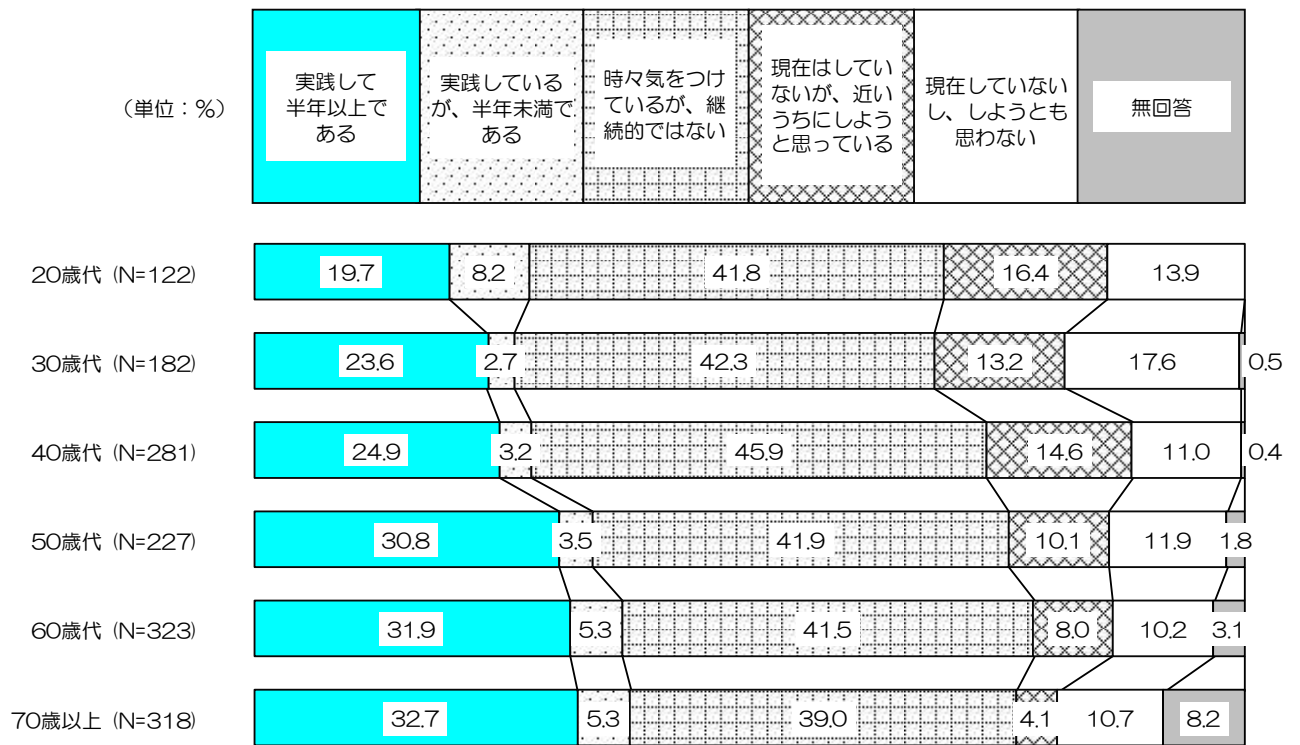 （単位：％）
実践して
半年以上で
ある
実践している
が、半年未満で
ある
時々気をつけ
ているが、継
続的ではない
現在はしてい
ないが、近い
うちにしよう
と思っている
現在していない
し、しようとも
思わない
無回答
20歳代 (N=122)
19.7 8.2 41.8 16.4 13.9
30歳代 (N=182)
23.6 2.7 42.3 13.2 17.6 0.5
40歳代 (N=281)
24.9 3.2 45.9 14.6 11.0 0.4
50歳代 (N=227)
30.8 3.5 41.9 10.1 11.9 1.8
60歳代 (N=323)
31.9 5.3 41.5 8.0 10.2 3.1
70歳以上 (N=318)
32.7 5.3 39.0 4.1 10.7 8.2